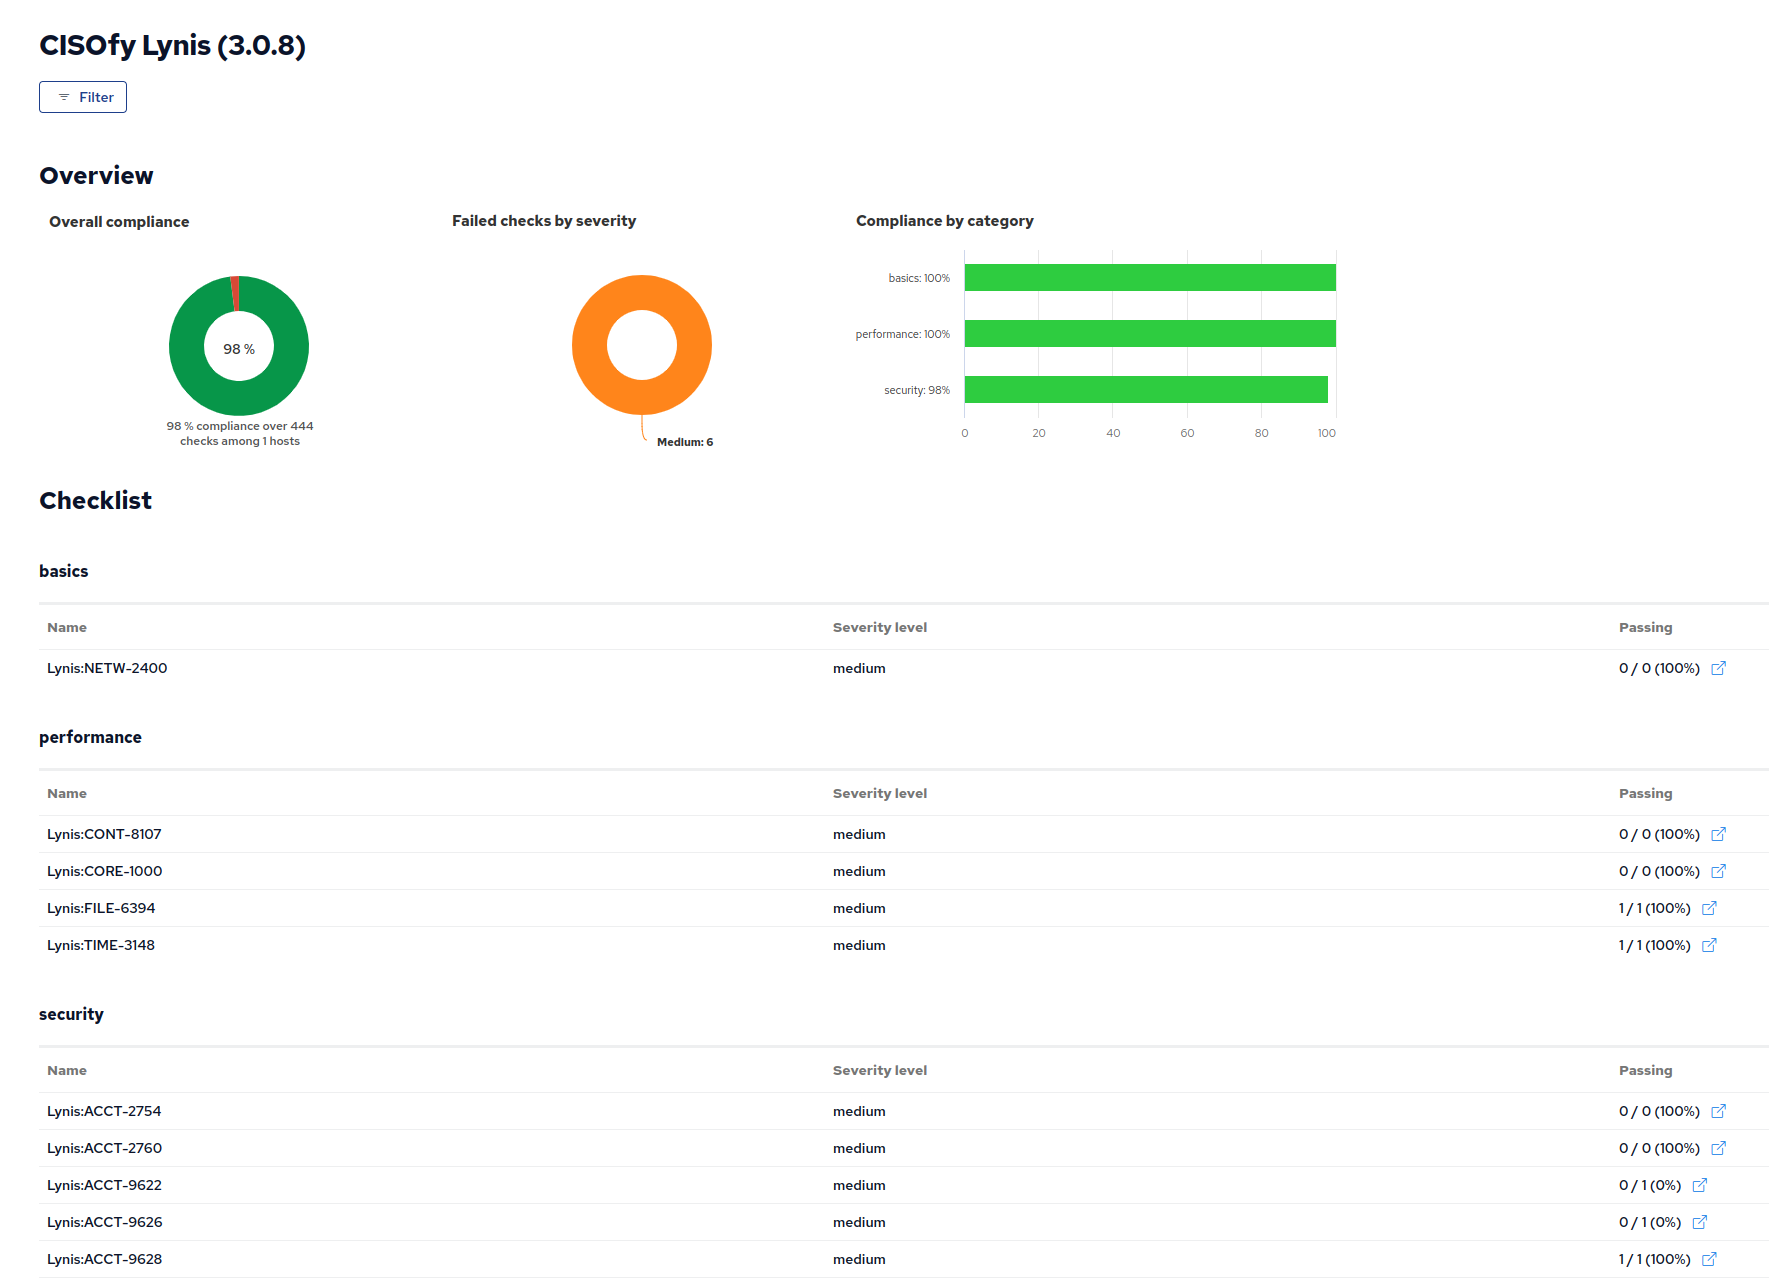 CISOfy Lynis (3.0.8)
Filter
Overview
Overall compliance
98 %
98 % compliance over 444
checks among 1 hosts
Failed checks by severity
Medium: 6
Compliance by category
basics: 100%
performance: 100%
security: 98%
0 20 40 60 80 100
Checklist
basics
Name Severity level Passing
Lynis:NETW-2400 medium 0 / 0 (100%)
performance
Name Severity level Passing
Lynis:CONT-8107 medium 0 / 0 (100%)
Lynis:CORE-1000 medium 0 / 0 (100%)
Lynis:FILE-6394 medium 1 / 1 (100%)
Lynis:TIME-3148 medium 1 / 1 (100%)
security
Name Severity level Passing
Lynis:ACCT-2754 medium 0 / 0 (100%)
Lynis:ACCT-2760 medium 0 / 0 (100%)
Lynis:ACCT-9622 medium 0 / 1 (0%)
Lynis:ACCT-9626 medium 0 / 1 (0%)
Lynis:ACCT-9628 medium 1 / 1 (100%)